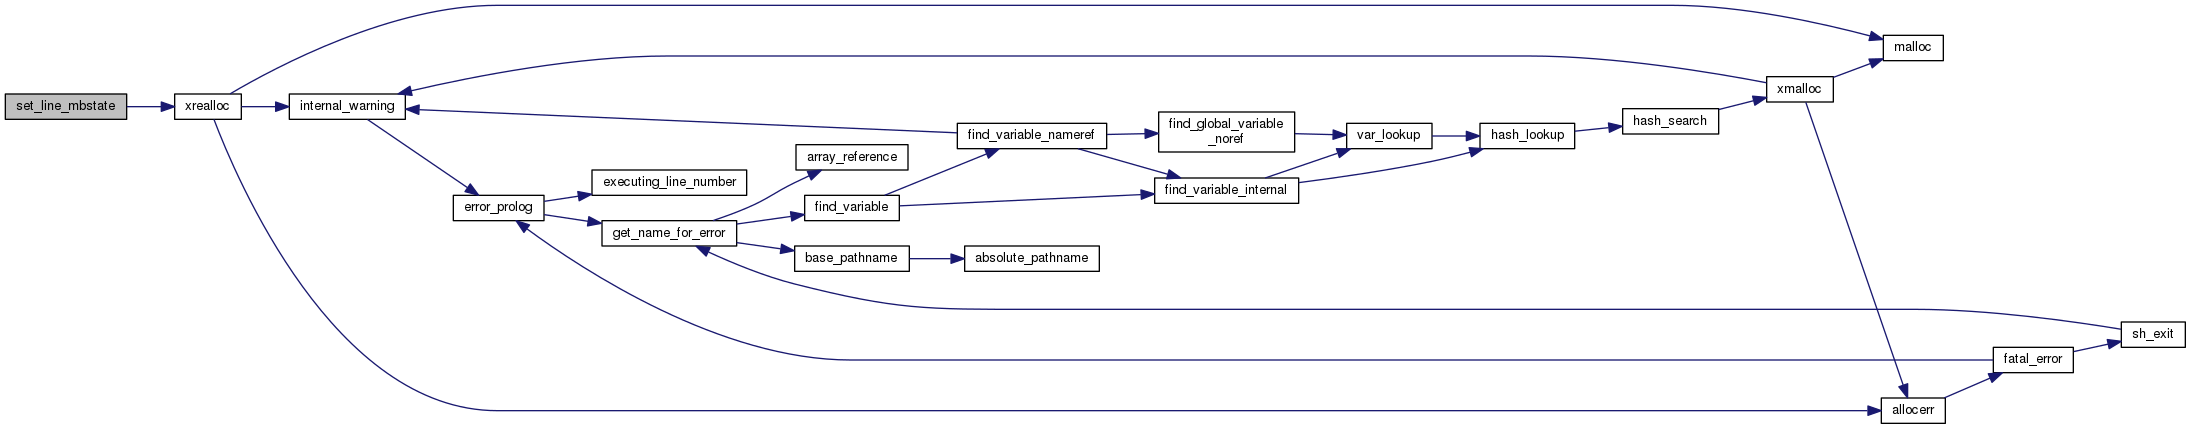 set_line_mbstate
xrealloc
internal_warning
error_prolog
executing_line_number
get_name_for_error
array_reference
find_variable
base_pathname
absolute_pathname
find_variable_nameref
find_global_variable
_noref
find_variable_internal
var_lookup
hash_lookup
hash_search
xmalloc
malloc
allocerr
fatal_error
sh_exit